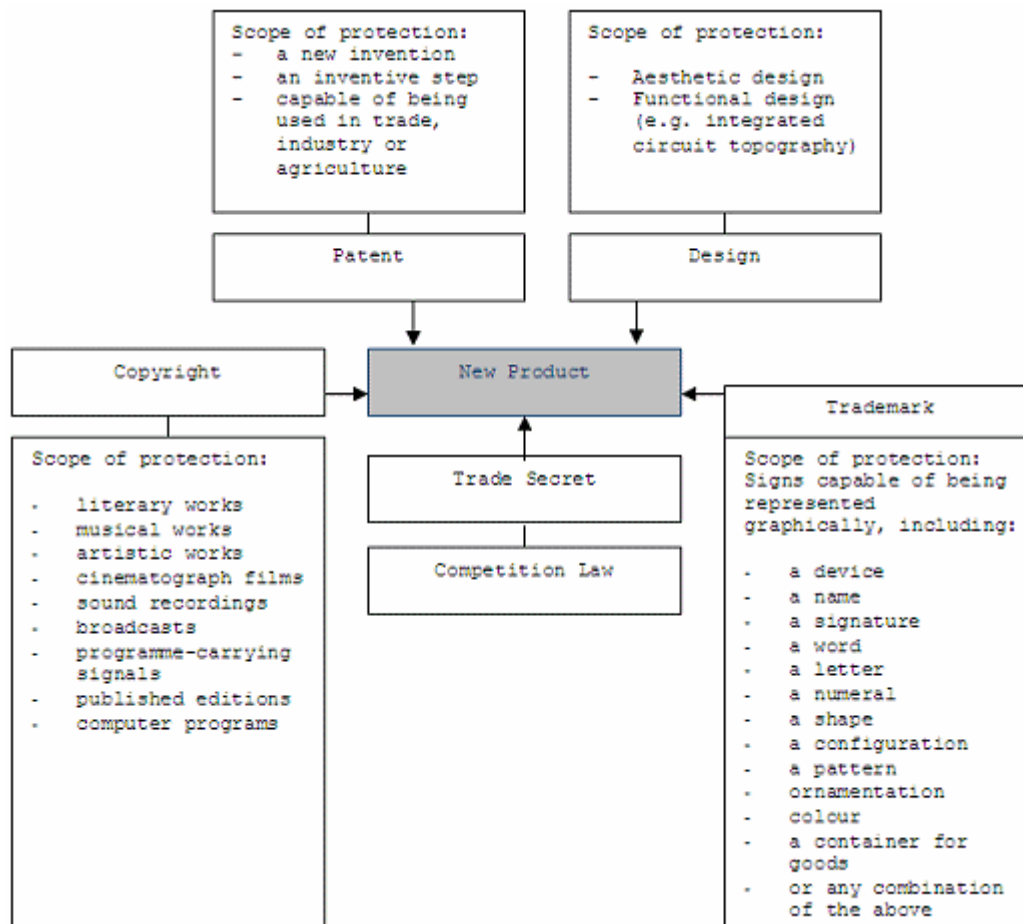 Scope of protection:
- a new invention
- an inventive step
- capable of being
used in trade,
industry or
agriculture
Patent
Scope of protection:
- Aesthetic design
- Functional design
(e.g. integrated
circuit topography)
Design
Copyright
Scope of protection:
- literary works
- musical works
- artistic works
- cinematograph films
- sound recordings
- broadcasts
- programme-carrying
signals
- published editions
- computer programs
New Product
Trade Secret
Competition Law
Trademark
Scope of protection:
Signs capable of being
represented
graphically, including:
- a device
- a name
- a signature
- a word
- a letter
- a numeral
- a shape
- a configuration
- a pattern
- ornamentation
- colour
- a container for
goods
- or any combination
of the above